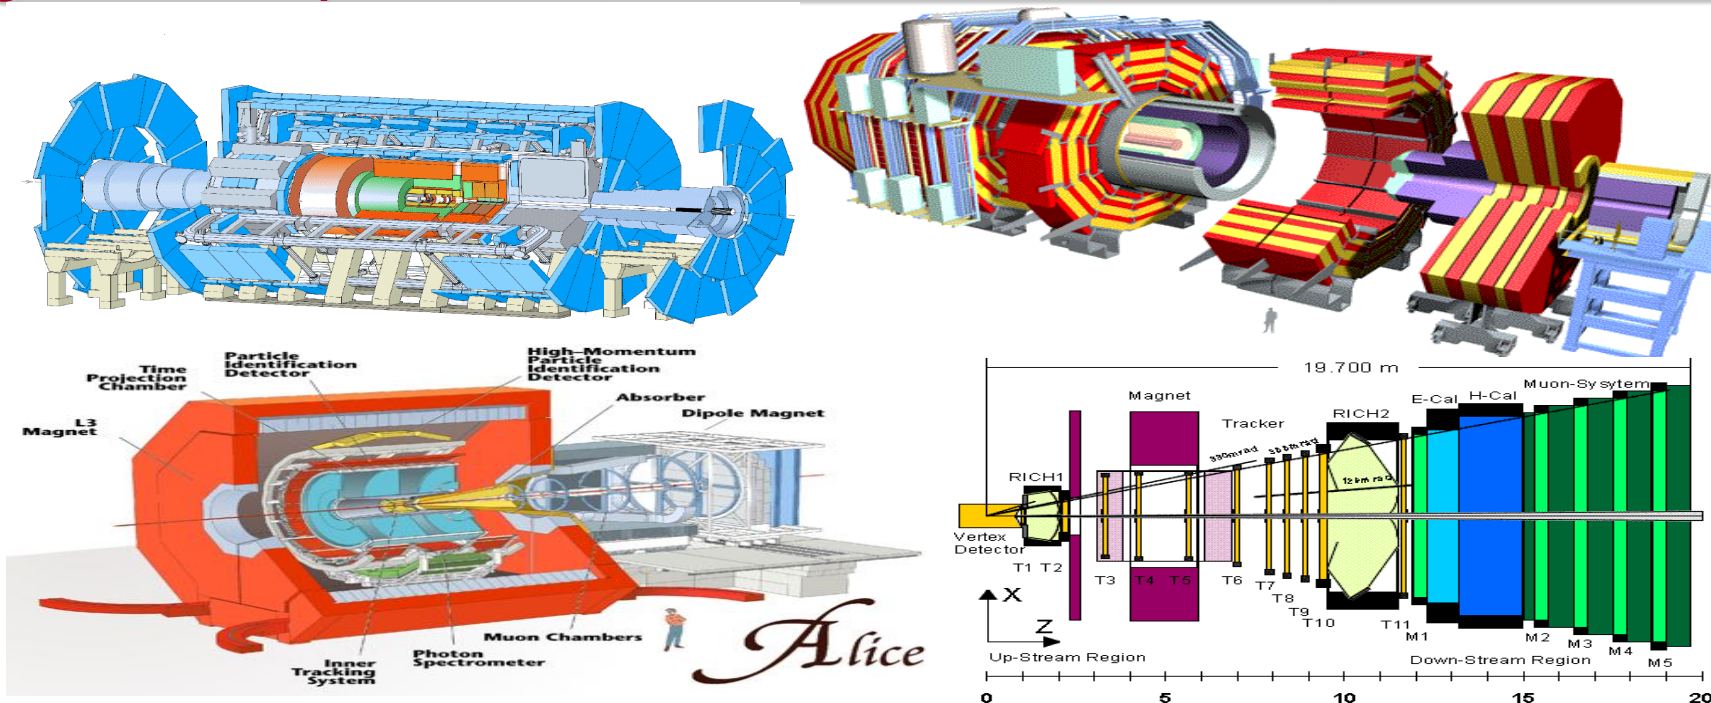 Time
Projection
Chamber
Particle
Identification
Detector
High-Momentum
Particle
Identification
Detector
Absorber
Dipole Magnet
L3
Magnet
Muon Chambers
Photon
Spectrometer
Inner
Tracking
System
Alice
19.700 m
Magnet
Tracker
RICH2
E-Cal
H-Cal
Muon-Sysytem
330mrad
RICH1
Vertex
Detector
T1
T2
T3
T4
T5
T6
T7
T8
T9
T10
T11
M1
M2
M3
M4
M5
X
Z
Up-Stream Region
Down-Stream Region
0
5
10
15
20